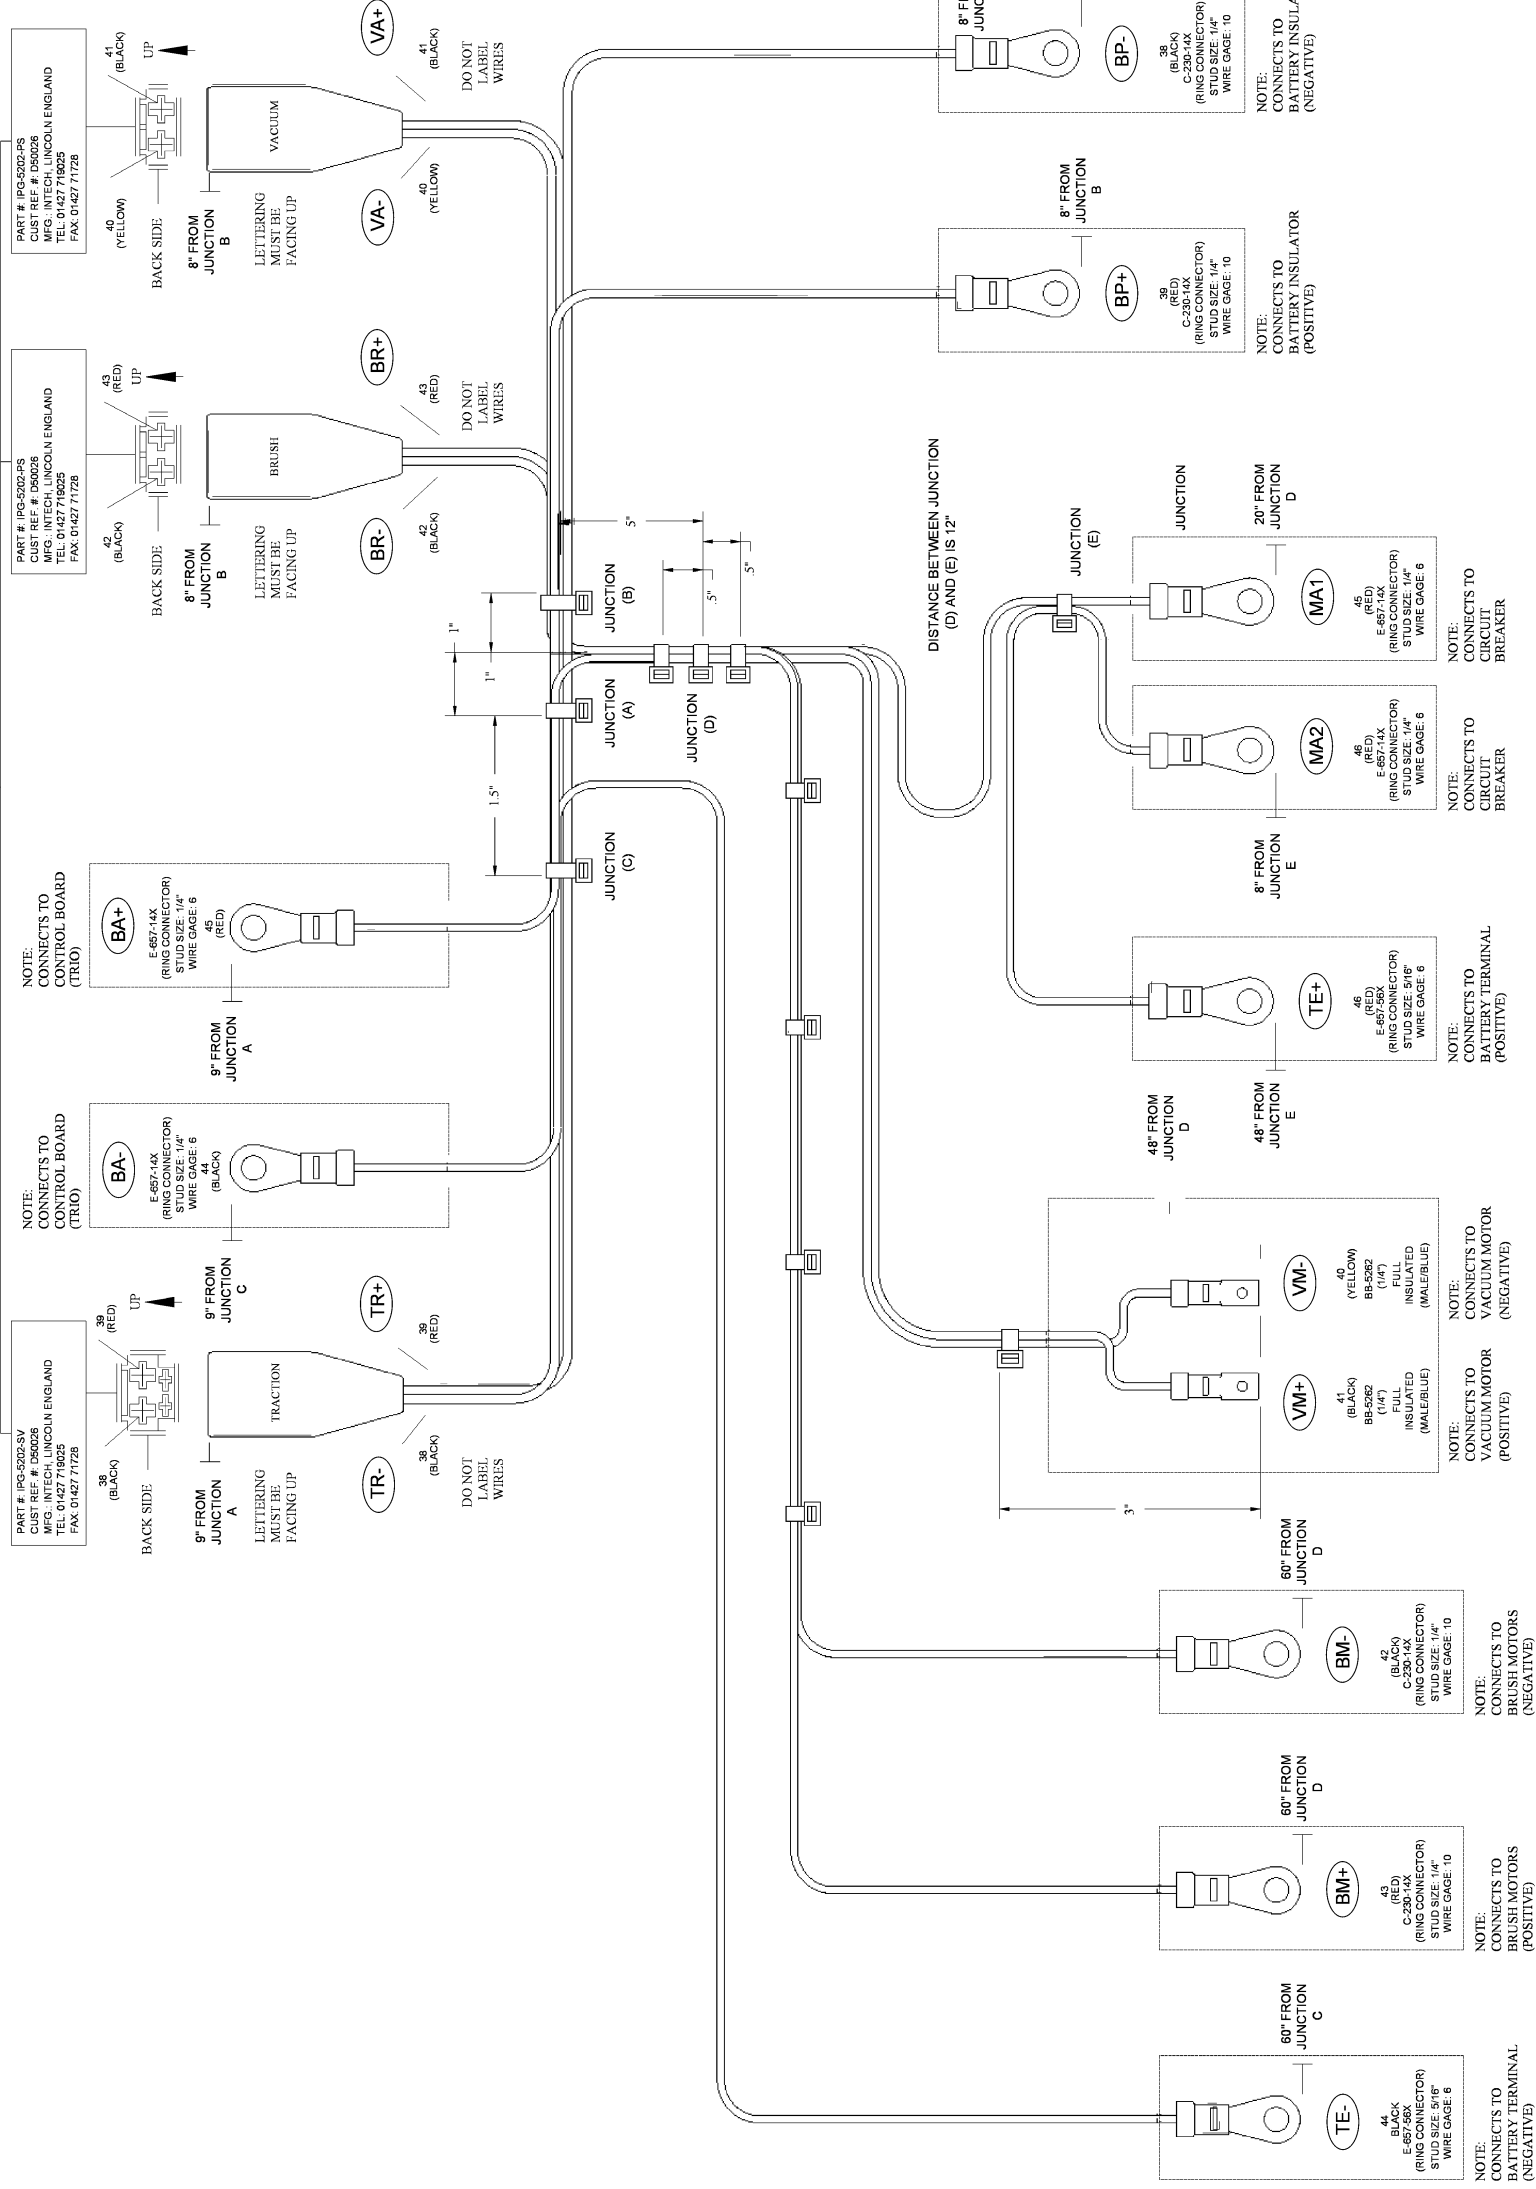 PART #: IPG-5202-SV
CUST REF. #: D50026
MFG.: INTECH, LINCOLN ENGLAND
TEL: 01427 719025
FAX: 01427 71728
38
(BLACK)
39
(RED)
UP
BACK SIDE
9" FROM
JUNCTION
A
TRACTION
LETTERING
MUST BE
FACING UP
TR-
TR+
38
(BLACK)
39
(RED)
DO NOT
LABEL
WIRES
NOTE:
CONNECTS TO
CONTROL BOARD
(TRIO)
BA-
E-657-14X
(RING CONNECTOR)
STUD SIZE: 1/4"
WIRE GAGE: 6
44
(BLACK)
9" FROM
JUNCTION
C
NOTE:
CONNECTS TO
CONTROL BOARD
(TRIO)
BA+
E-657-14X
(RING CONNECTOR)
STUD SIZE: 1/4"
WIRE GAGE: 6
45
(RED)
9" FROM
JUNCTION
A
PART #: IPG-5202-PS
CUST REF. #: D50026
MFG.: INTECH, LINCOLN ENGLAND
TEL: 01427 719025
FAX: 01427 71728
42
(BLACK)
43
(RED)
UP
BACK SIDE
8" FROM
JUNCTION
B
BRUSH
LETTERING
MUST BE
FACING UP
BR-
BR+
42
(BLACK)
43
(RED)
DO NOT
LABEL
WIRES
PART #: IPG-5202-PS
CUST REF. #: D50026
MFG.: INTECH, LINCOLN ENGLAND
TEL: 01427 719025
FAX: 01427 71728
40
(YELLOW)
41
(BLACK)
UP
BACK SIDE
8" FROM
JUNCTION
B
VACUUM
LETTERING
MUST BE
FACING UP
VA-
VA+
40
(YELLOW)
41
(BLACK)
DO NOT
LABEL
WIRES
1.5"
1"
1"
5"
.5"
.5"
JUNCTION
(C)
JUNCTION
(A)
JUNCTION
(B)
JUNCTION
(D)
DISTANCE BETWEEN JUNCTION
(D) AND (E) IS 12"
JUNCTION
(E)
8" FROM
JUNCTION
B
BP+
39
(RED)
C-230-14X
(RING CONNECTOR)
STUD SIZE: 1/4"
WIRE GAGE: 10
NOTE:
CONNECTS TO
BATTERY INSULATOR
(POSITIVE)
8"
BP-
38
(BLACK)
C-230-14X
(RING CONNECTOR)
STUD SIZE: 1/4"
WIRE GAGE: 10
NOTE:
CONNECTS TO
BATTERY
(NEGATIVE)
60" FROM
JUNCTION
C
TE-
44
BLACK
E-657-56X
(RING CONNECTOR)
STUD SIZE: 5/16"
WIRE GAGE: 6
NOTE:
CONNECTS TO
BATTERY TERMINAL
(NEGATIVE)
60" FROM
JUNCTION
D
BM+
43
(RED)
C-230-14X
(RING CONNECTOR)
STUD SIZE: 1/4"
WIRE GAGE: 10
NOTE:
CONNECTS TO
BRUSH MOTORS
(POSITIVE)
60" FROM
JUNCTION
D
BM-
42
(BLACK)
C-230-14X
(RING CONNECTOR)
STUD SIZE: 1/4"
WIRE GAGE: 10
NOTE:
CONNECTS TO
BRUSH MOTORS
(NEGATIVE)
3"
VM+
41
(BLACK)
BB-5262
(1/4")
FULL
INSULATED
(MALE/BLUE)
NOTE:
CONNECTS TO
VACUUM MOTOR
(POSITIVE)
VM-
40
(YELLOW)
BB-5262
(1/4")
FULL
INSULATED
(MALE/BLUE)
NOTE:
CONNECTS TO
VACUUM MOTOR
(NEGATIVE)
48" FROM
JUNCTION
D
48" FROM
JUNCTION
E
TE+
46
(RED)
E-657-56X
(RING CONNECTOR)
STUD SIZE: 5/16"
WIRE GAGE: 6
NOTE:
CONNECTS TO
BATTERY TERMINAL
(POSITIVE)
8" FROM
JUNCTION
E
MA2
46
(RED)
E-657-14X
(RING CONNECTOR)
STUD SIZE: 1/4"
WIRE GAGE: 6
NOTE:
CONNECTS TO
CIRCUIT
BREAKER
JUNCTION
20" FROM
JUNCTION
D
MA1
45
(RED)
E-657-14X
(RING CONNECTOR)
STUD SIZE: 1/4"
WIRE GAGE: 6
NOTE:
CONNECTS TO
CIRCUIT
BREAKER